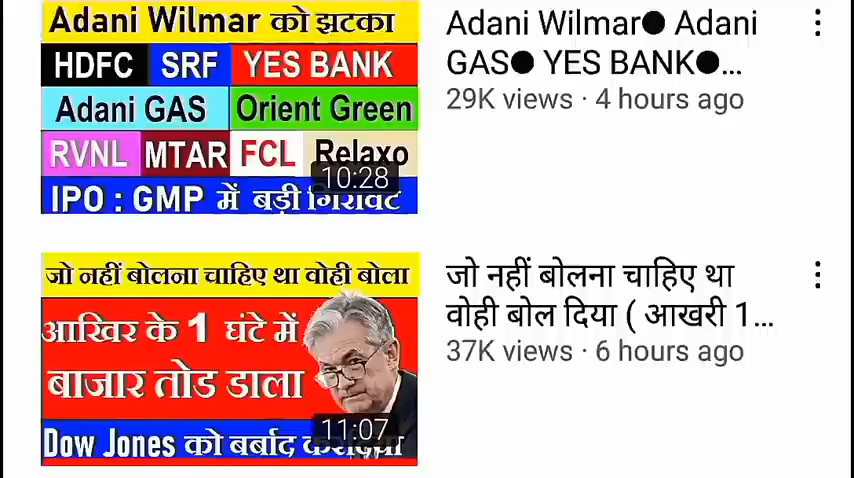 Adani Wilmar को झटका
HDFC SRF YES BANK
Adani GAS Orient Green
RVNL MTAR FCL Relaxo
10:28
IPO : GMP में बड़ी गिरावट
Adani Wilmar● Adani
GAS● YES BANK●...
29K views · 4 hours ago
जो नहीं बोलना चाहिए था वोही बोला
आखिर के 1 घंटे में
बाजार तोड डाला
11:07
Dow Jones को बर्बाद करदिया
जो नहीं बोलना चाहिए था
वोही बोल दिया ( आखरी 1...
37K views · 6 hours ago